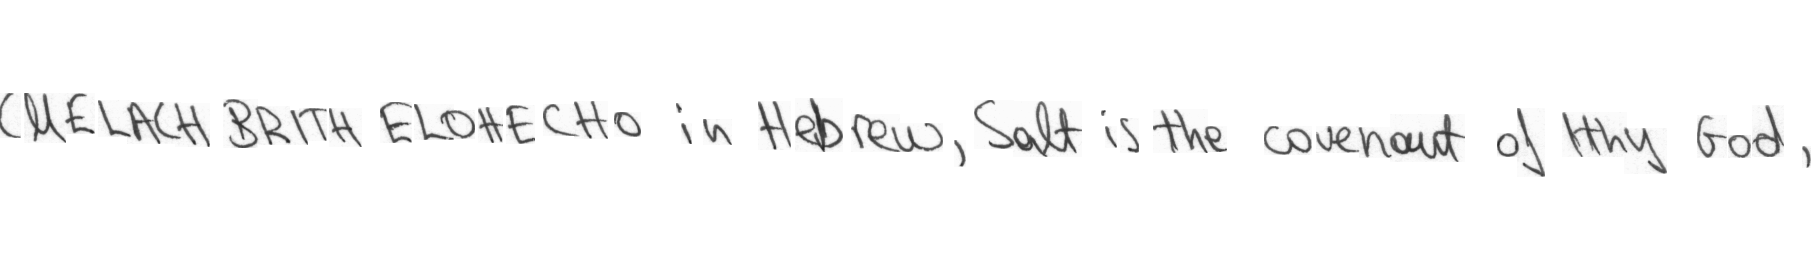 (MELACH BRITH ELOHECHO in Hebrew, Salt is the covenant of thy God,